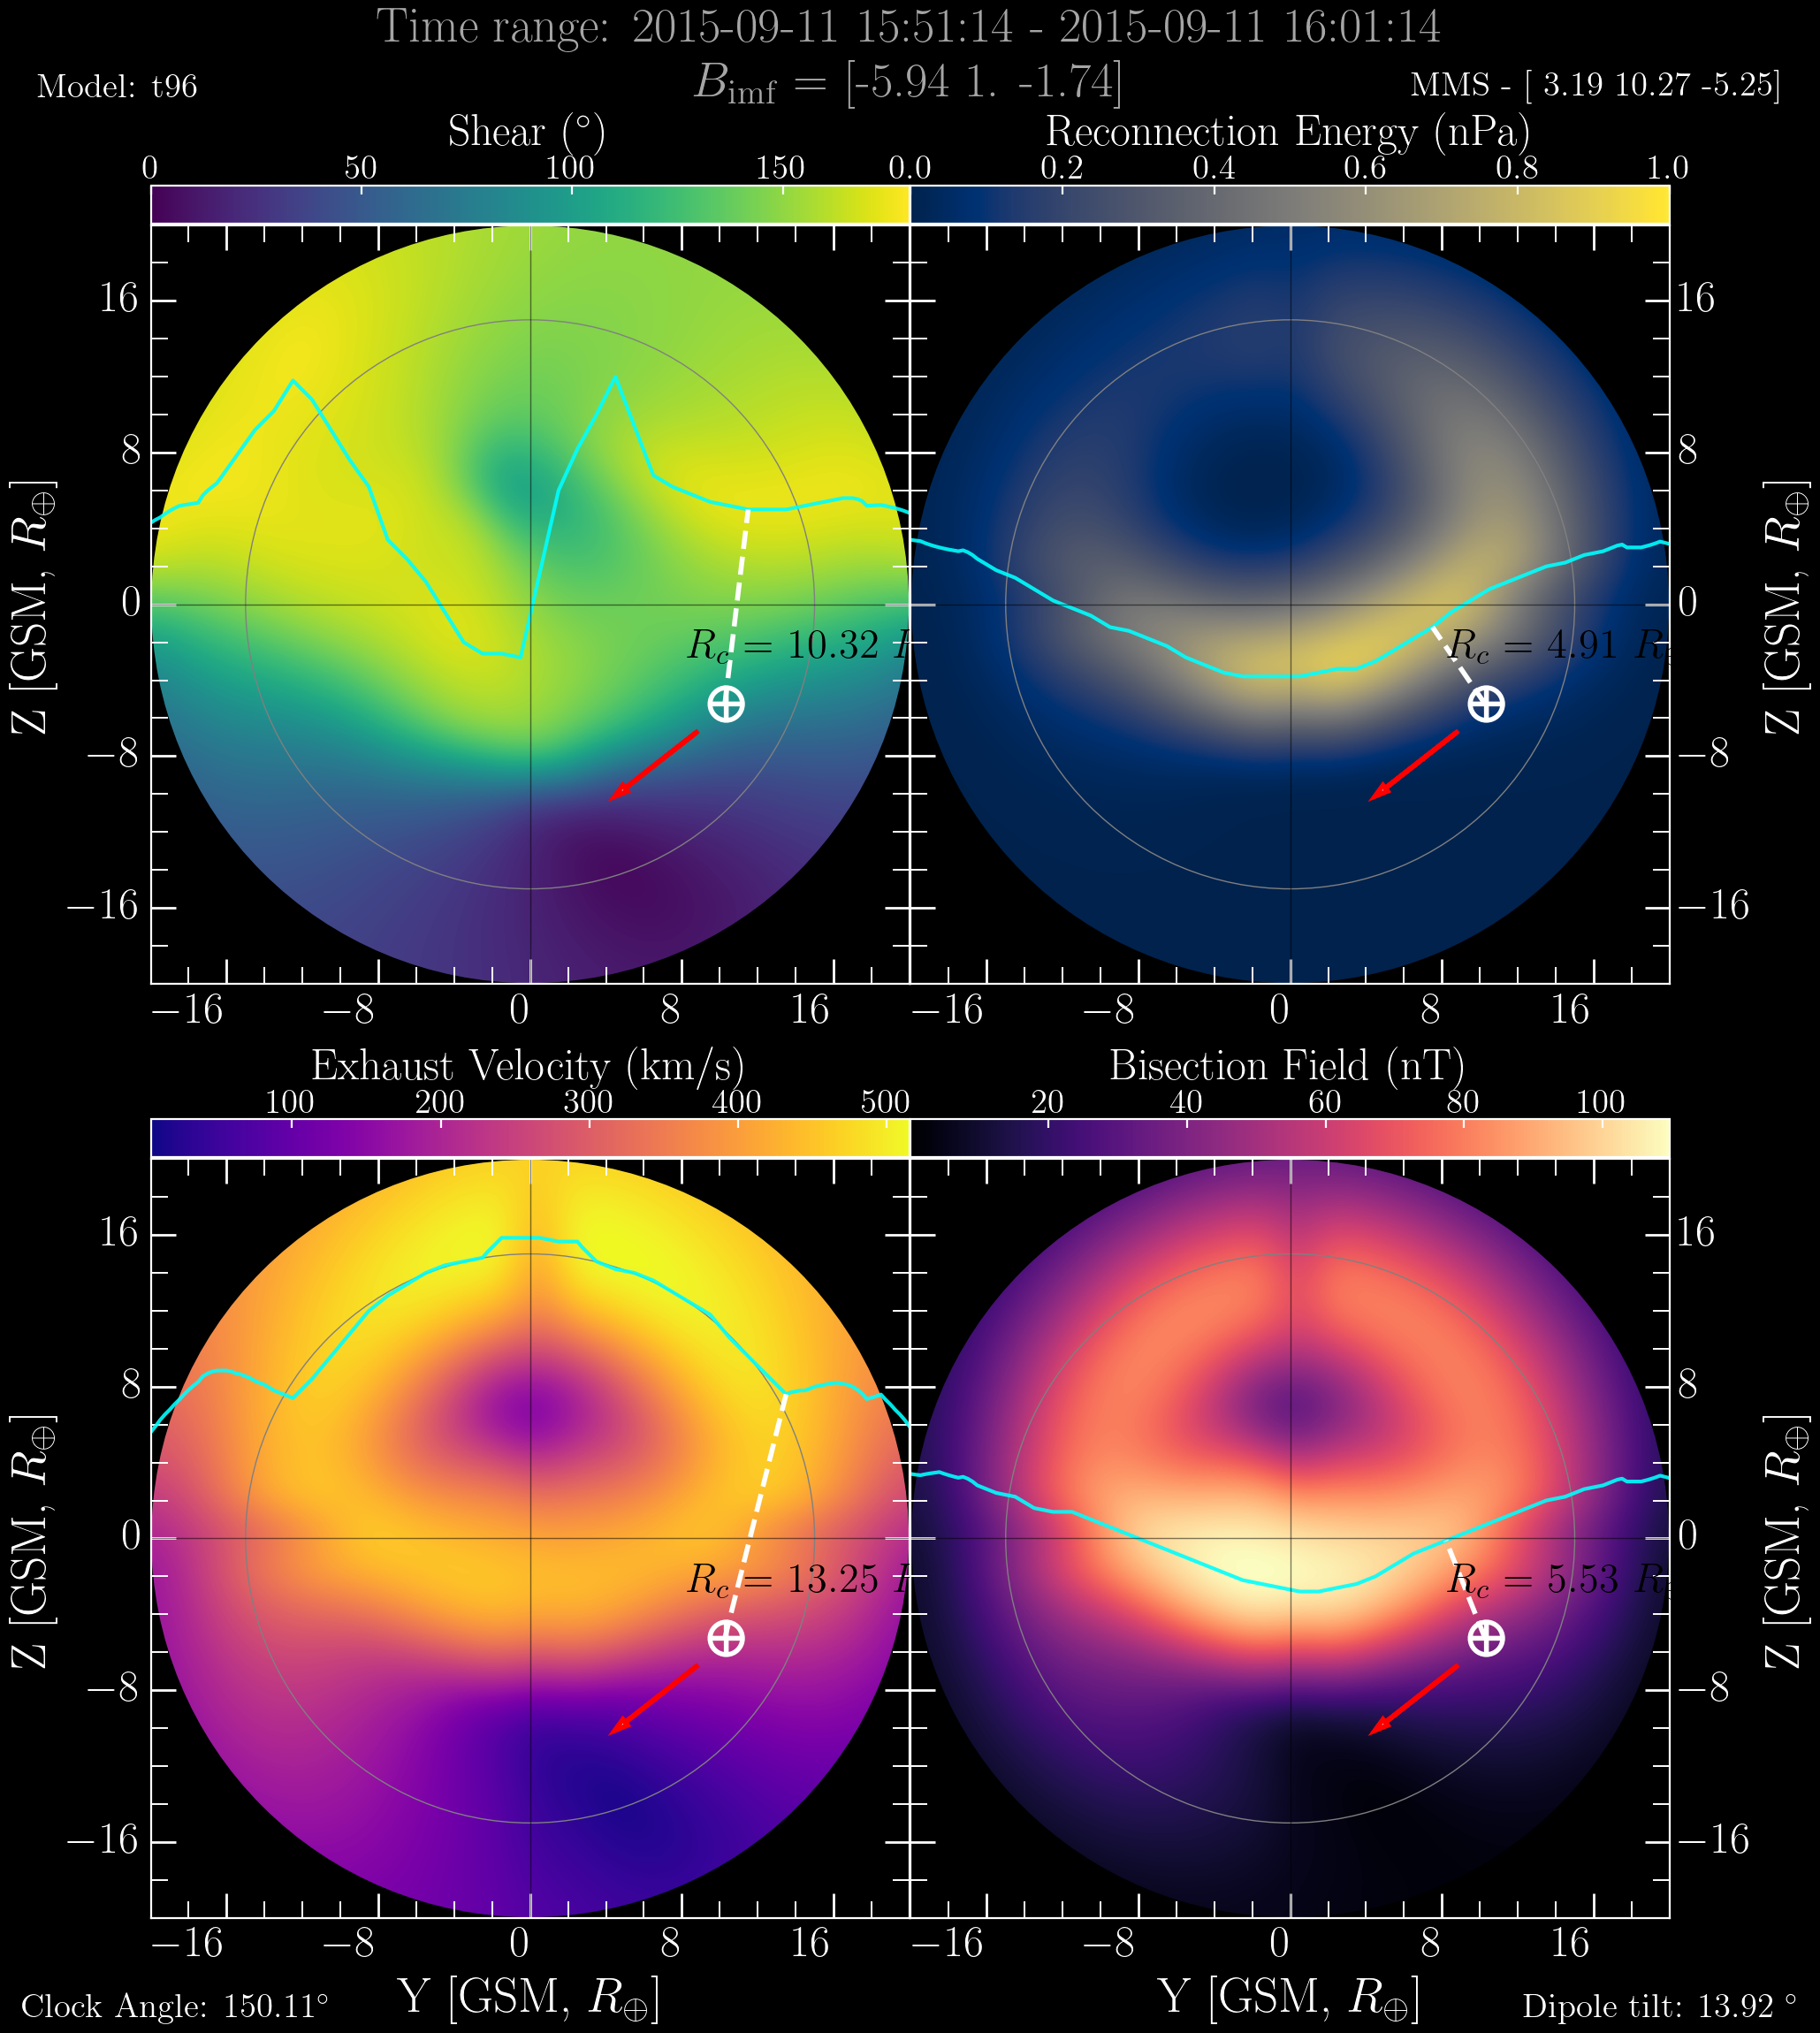 Time range: 2015-09-11 15:51:14 - 2015-09-11 16:01:14
Model: t96
B_imf = [-5.94 1. -1.74]
MMS - [ 3.19 10.27 -5.25]
Shear (°)
Reconnection Energy (nPa)
0 50 100 150
0.0 0.2 0.4 0.6 0.8 1.0
16
8
0
−8
−16
Z [GSM, R⊕]
R_c = 10.32
−16 −8 0 8 16
R_c = 4.91 R
16
8
0
−8
−16
Z [GSM, R⊕]
−16 −8 0 8 16
Exhaust Velocity (km/s)
Bisection Field (nT)
100 200 300 400 500
20 40 60 80 100
16
8
0
−8
−16
Z [GSM, R⊕]
R_c = 13.25
−16 −8 0 8 16
Y [GSM, R⊕]
R_c = 5.53 R
16
8
0
−8
−16
Z [GSM, R⊕]
−16 −8 0 8 16
Y [GSM, R⊕]
Clock Angle: 150.11°
Dipole tilt: 13.92 °